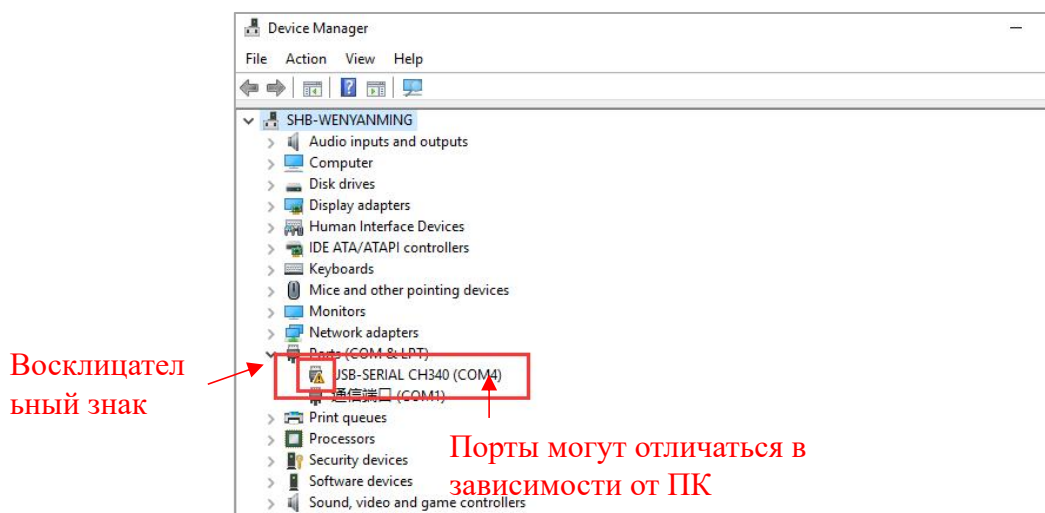 Device Manager
File Action View Help
SHB-WENYANMING
Audio inputs and outputs
Computer
Disk drives
Display adapters
Human Interface Devices
IDE ATA/ATAPI controllers
Keyboards
Mice and other pointing devices
Monitors
Network adapters
Ports (COM & LPT)
USB-SERIAL CH340 (COM4)
通信端口 (COM1)
Print queues
Processors
Security devices
Software devices
Sound, video and game controllers
Восклицател
ьный знак
Порты могут отличаться в
зависимости от ПК